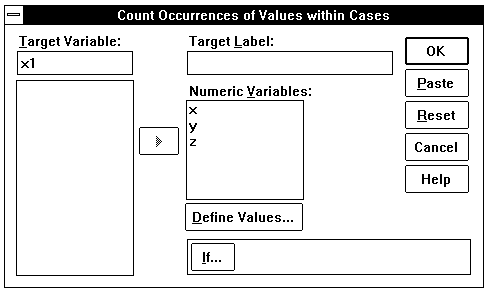 Count Occurrences of Values within Cases
Target Variable:
x1
Target Label:
Numeric Variables:
x
y
z
Define Values...
If...
OK
Paste
Reset
Cancel
Help